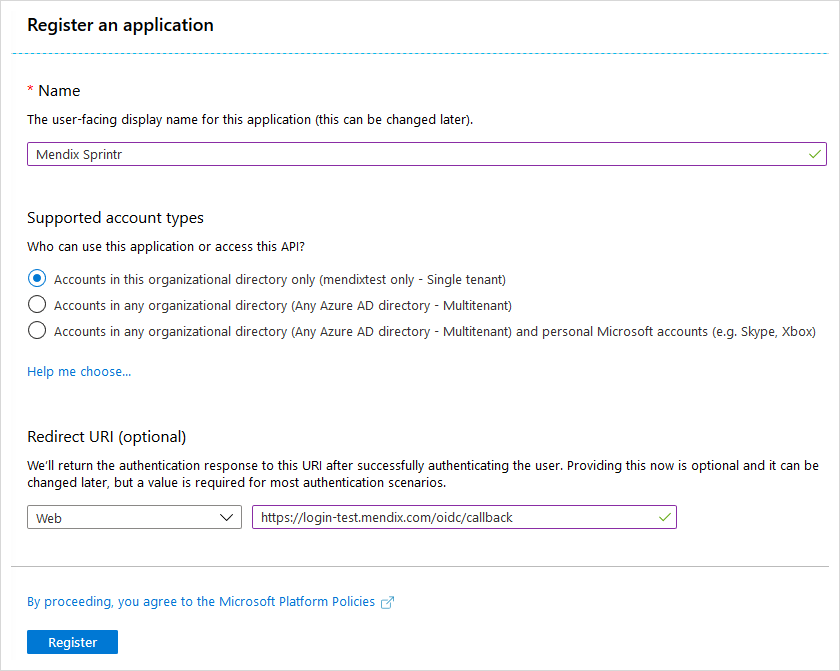 Register an application
* Name
The user-facing display name for this application (this can be changed later).
Mendix Sprintr
Supported account types
Who can use this application or access this API?
Accounts in this organizational directory only (mendixtest only - Single tenant)
Accounts in any organizational directory (Any Azure AD directory - Multitenant)
Accounts in any organizational directory (Any Azure AD directory - Multitenant) and personal Microsoft accounts (e.g. Skype, Xbox)
Help me choose...
Redirect URI (optional)
We'll return the authentication response to this URI after successfully authenticating the user. Providing this now is optional and it can be
changed later, but a value is required for most authentication scenarios.
Web
https://login-test.mendix.com/oidc/callback
By proceeding, you agree to the Microsoft Platform Policies
Register